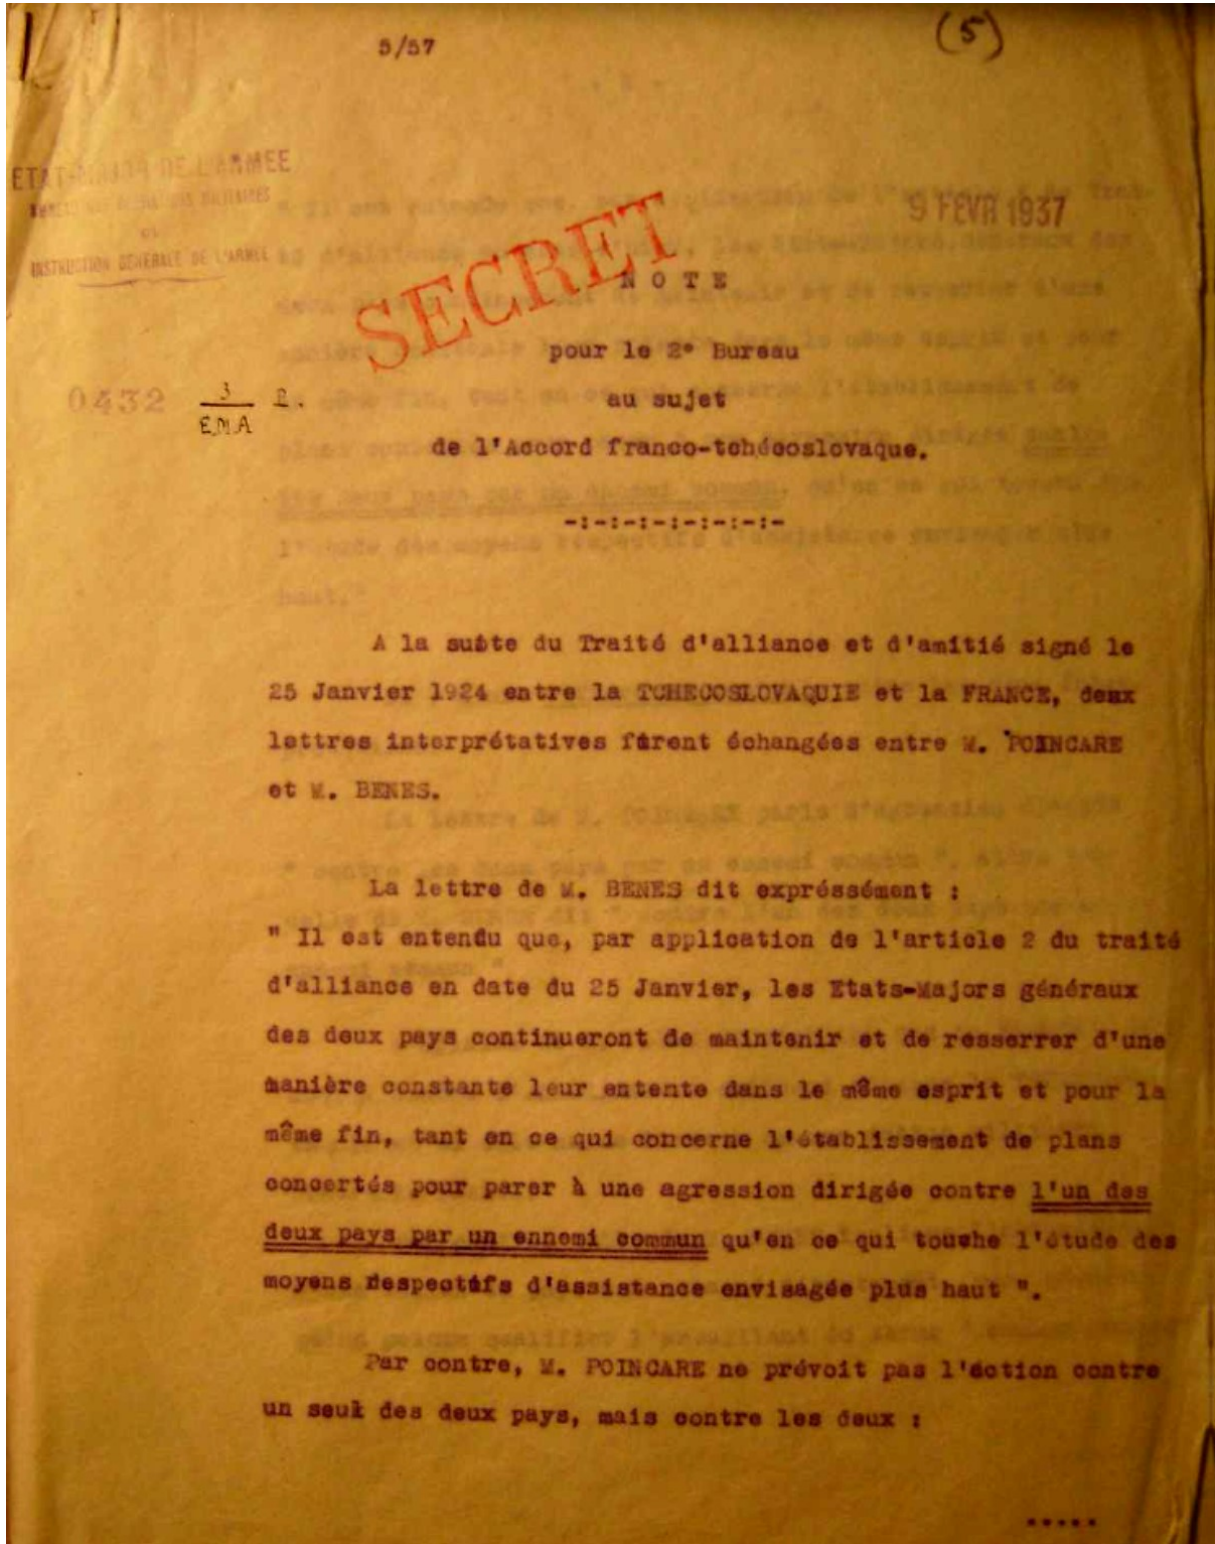 5/57
(5)
ETAT-MAJOR DE L'ARMEE
INSTRUCTION GENERALE DE L'ARMEE
9 FEVR 1937
SECRET
NOTE
pour le 2° Bureau
0432 3/E.M.A P.
au sujet
de l'Accord franco-tchécoslovaque.
-:-:-:-:-:-:-:-
A la suite du Traité d'alliance et d'amitié signé le
25 Janvier 1924 entre la TCHECOSLOVAQUIE et la FRANCE, deux
lettres interprétatives furent échangées entre M. POINCARE
et M. BENES.
La lettre de M. BENES dit expréssément :
" Il est entendu que, par application de l'article 2 du traité
d'alliance en date du 25 Janvier, les Etats-Majors généraux
des deux pays continueront de maintenir et de resserrer d'une
manière constante leur entente dans le même esprit et pour la
même fin, tant en ce qui concerne l'établissement de plans
concertés pour parer à une agression dirigée contre l'un des
deux pays par un ennemi commun qu'en ce qui touche l'étude des
moyens respectifs d'assistance envisagée plus haut ".
Par contre, M. POINCARE ne prévoit pas l'action contre
un seul des deux pays, mais contre les deux :
.....